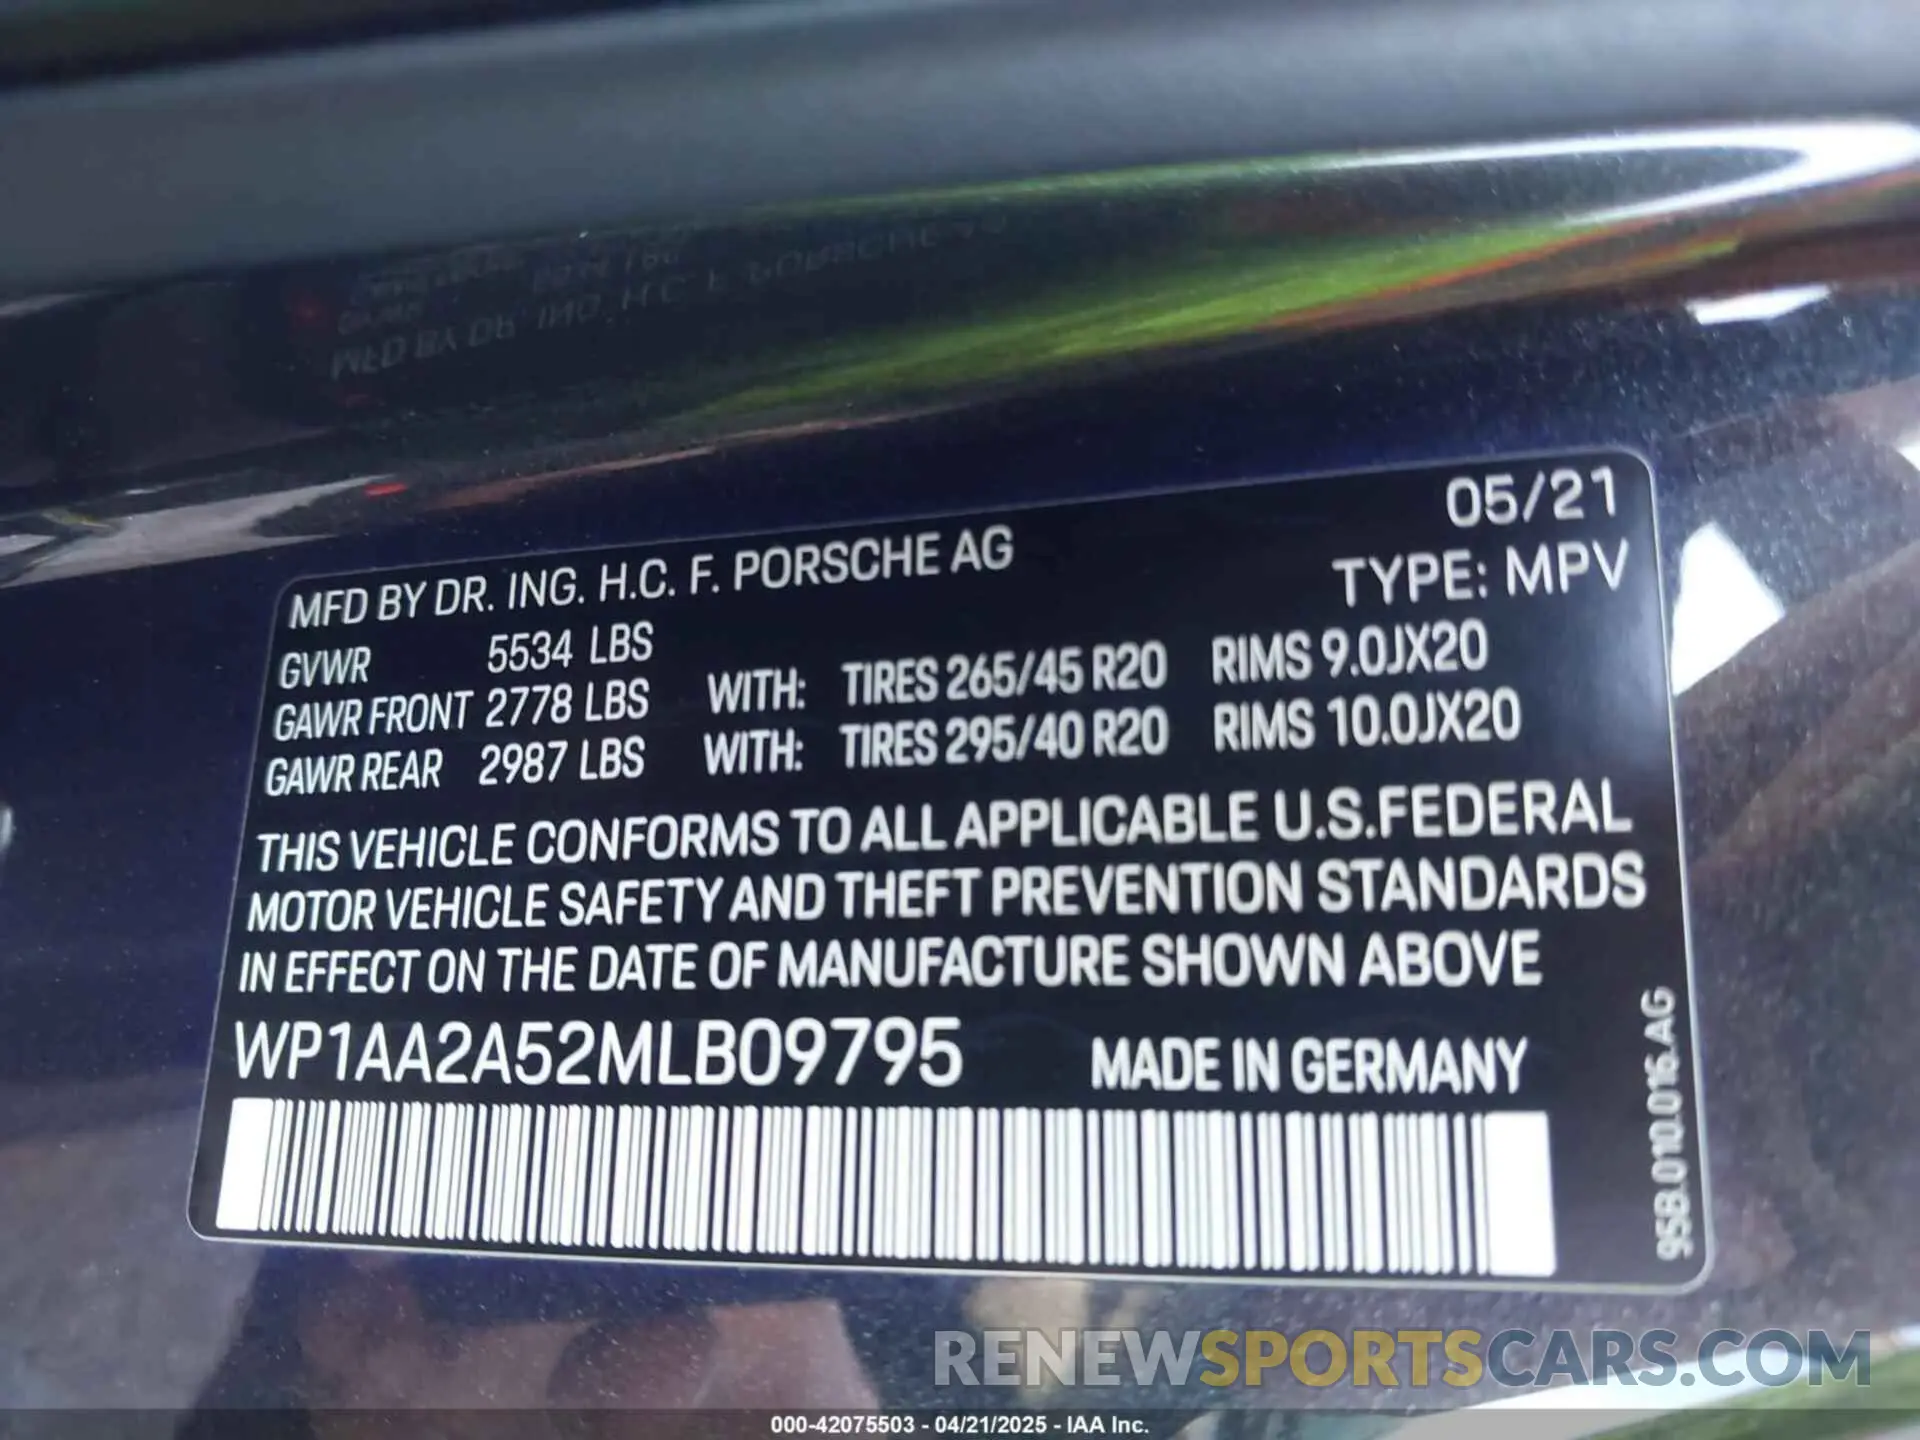 05/21
MFD BY DR. ING. H.C. F. PORSCHE AG
TYPE: MPV
GVWR 5534 LBS
GAWR FRONT 2778 LBS WITH: TIRES 265/45 R20 RIMS 9.0JX20
GAWR REAR 2987 LBS WITH: TIRES 295/40 R20 RIMS 10.0JX20
THIS VEHICLE CONFORMS TO ALL APPLICABLE U.S.FEDERAL
MOTOR VEHICLE SAFETY AND THEFT PREVENTION STANDARDS
IN EFFECT ON THE DATE OF MANUFACTURE SHOWN ABOVE
WP1AA2A52MLB09795 MADE IN GERMANY
95B.010.016.AG
RENEWSPORTSCARS.COM
000-42075503 - 04/21/2025 - IAA Inc.